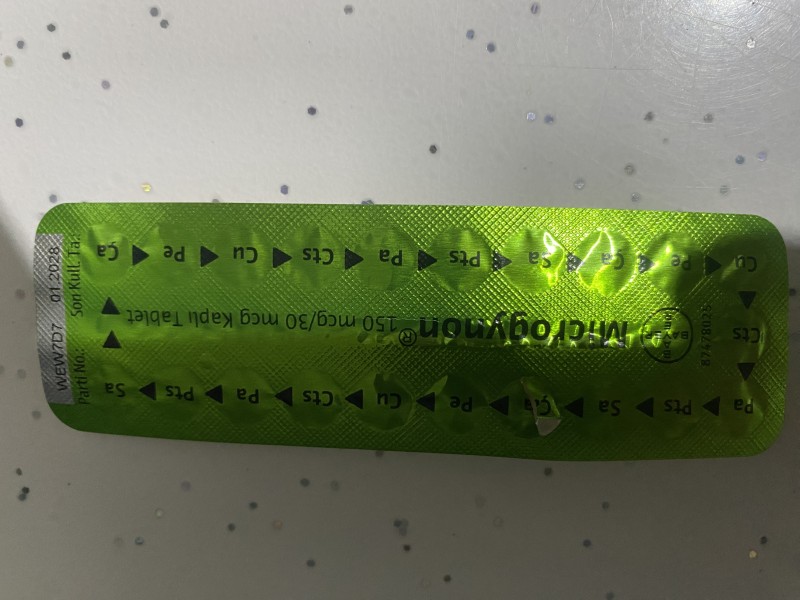 Pa Pts Sa Ça Pe Cu Cts Pa Pts Sa
Cts
87478025
Microgynon®
150 mcg/30 mcg Kaplı Tablet
Cu Pe Ça Sa Pts Pa Cts Cu Pe Ça
Parti No.: WEW7D7
Son Kull. Ta.: 01.2028